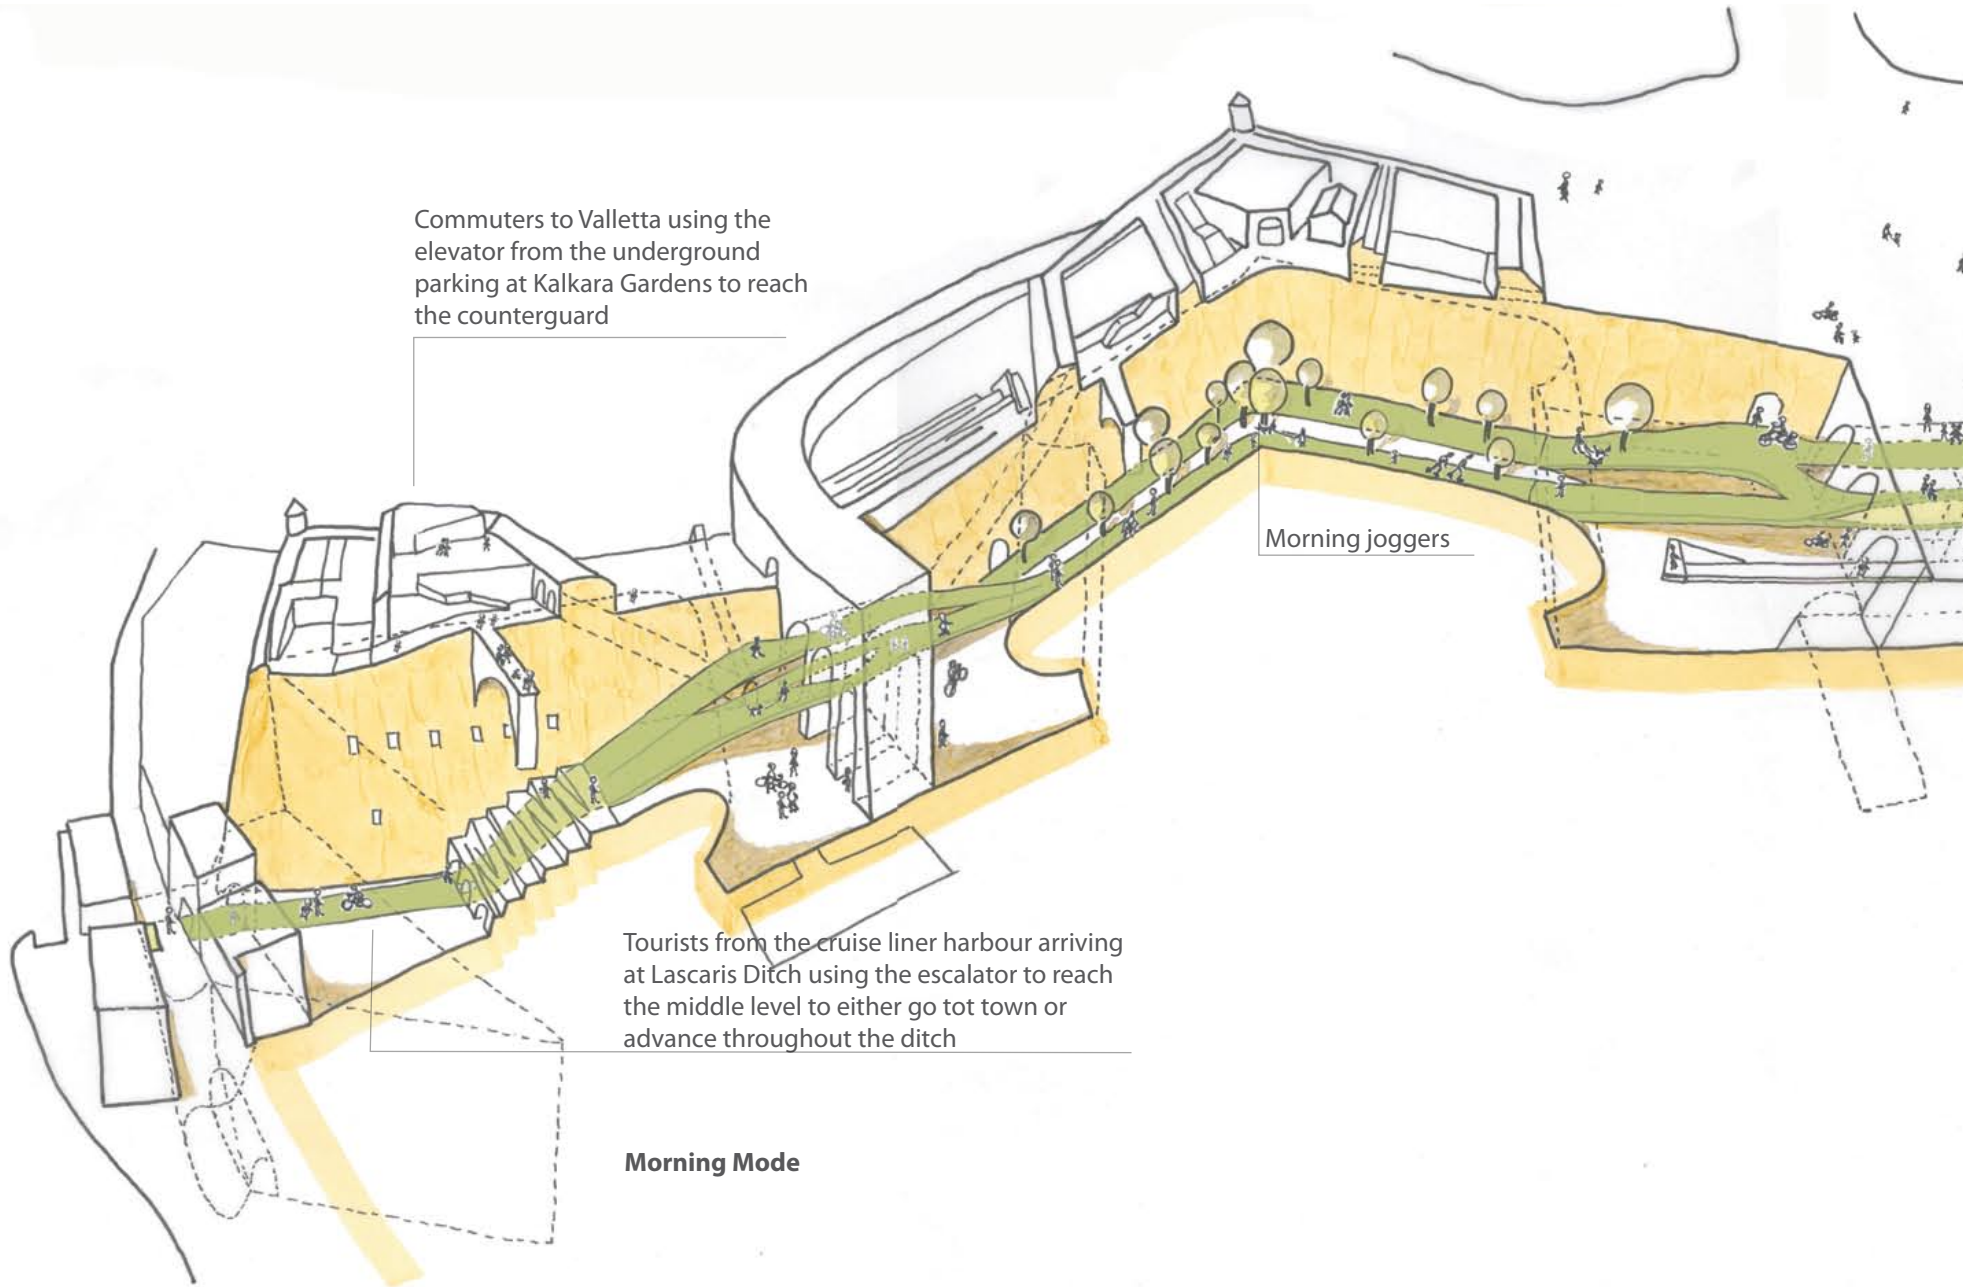 Commuters to Valletta using the
elevator from the underground
parking at Kalkara Gardens to reach
the counterguard
Morning joggers
Tourists from the cruise liner harbour arriving
at Lascaris Ditch using the escalator to reach
the middle level to either go tot town or
advance throughout the ditch
Morning Mode